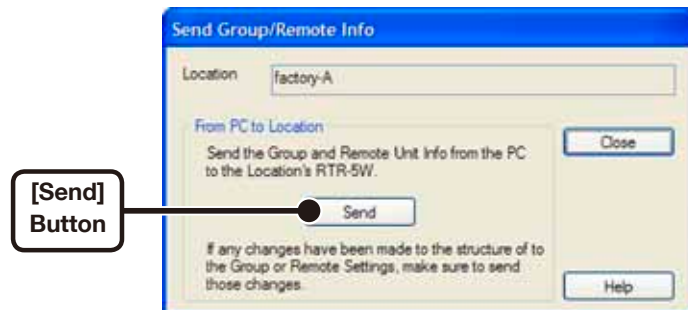 Send Group/Remote Info
Location
factory-A
From PC to Location
Send the Group and Remote Unit Info from the PC
to the Location's RTR-5W.
Close
[Send]
Button
Send
If any changes have been made to the structure of to
the Group or Remote Settings, make sure to send
those changes.
Help